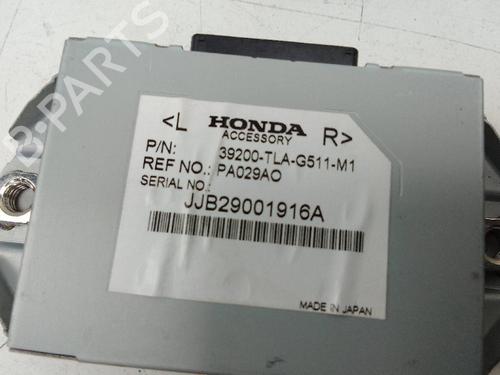 B-PARTS
<L HONDA R>
ACCESSORY
P/N: 39200-TLA-G511-M1
REF NO.: PA029AO
SERIAL NO.:
JJB29001916A
MADE IN JAPAN